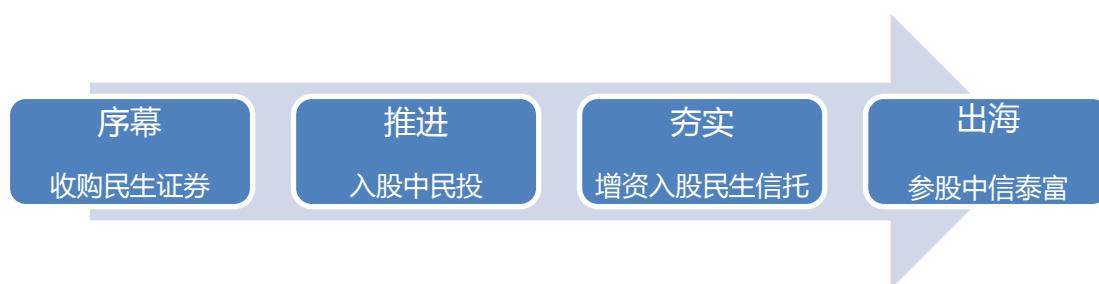 序幕
收购民生证券
推进
入股中民投
夯实
增资入股民生信托
出海
参股中信泰富